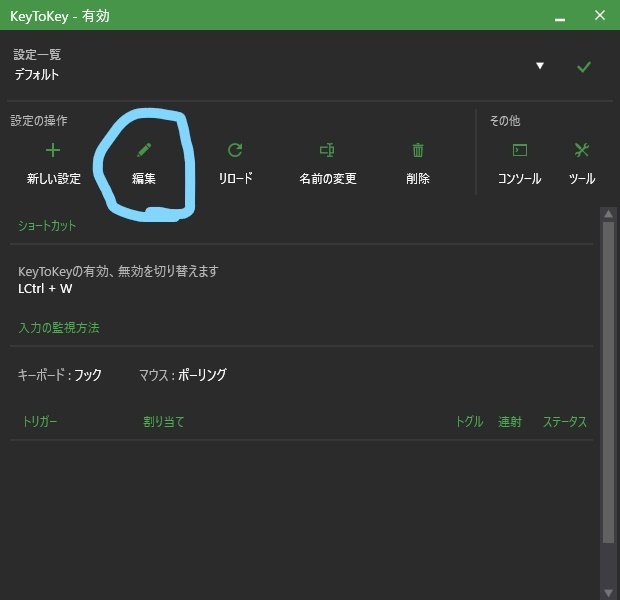 KeyToKey - 有効
設定一覧
デフォルト
設定の操作
その他
新しい設定
編集
リロード
名前の変更
削除
コンソール
ツール
ショートカット
KeyToKeyの有効、無効を切り替えます
LCtrl + W
入力の監視方法
キーボード : フック マウス : ポーリング
トリガー 割り当て トグル 連射 ステータス